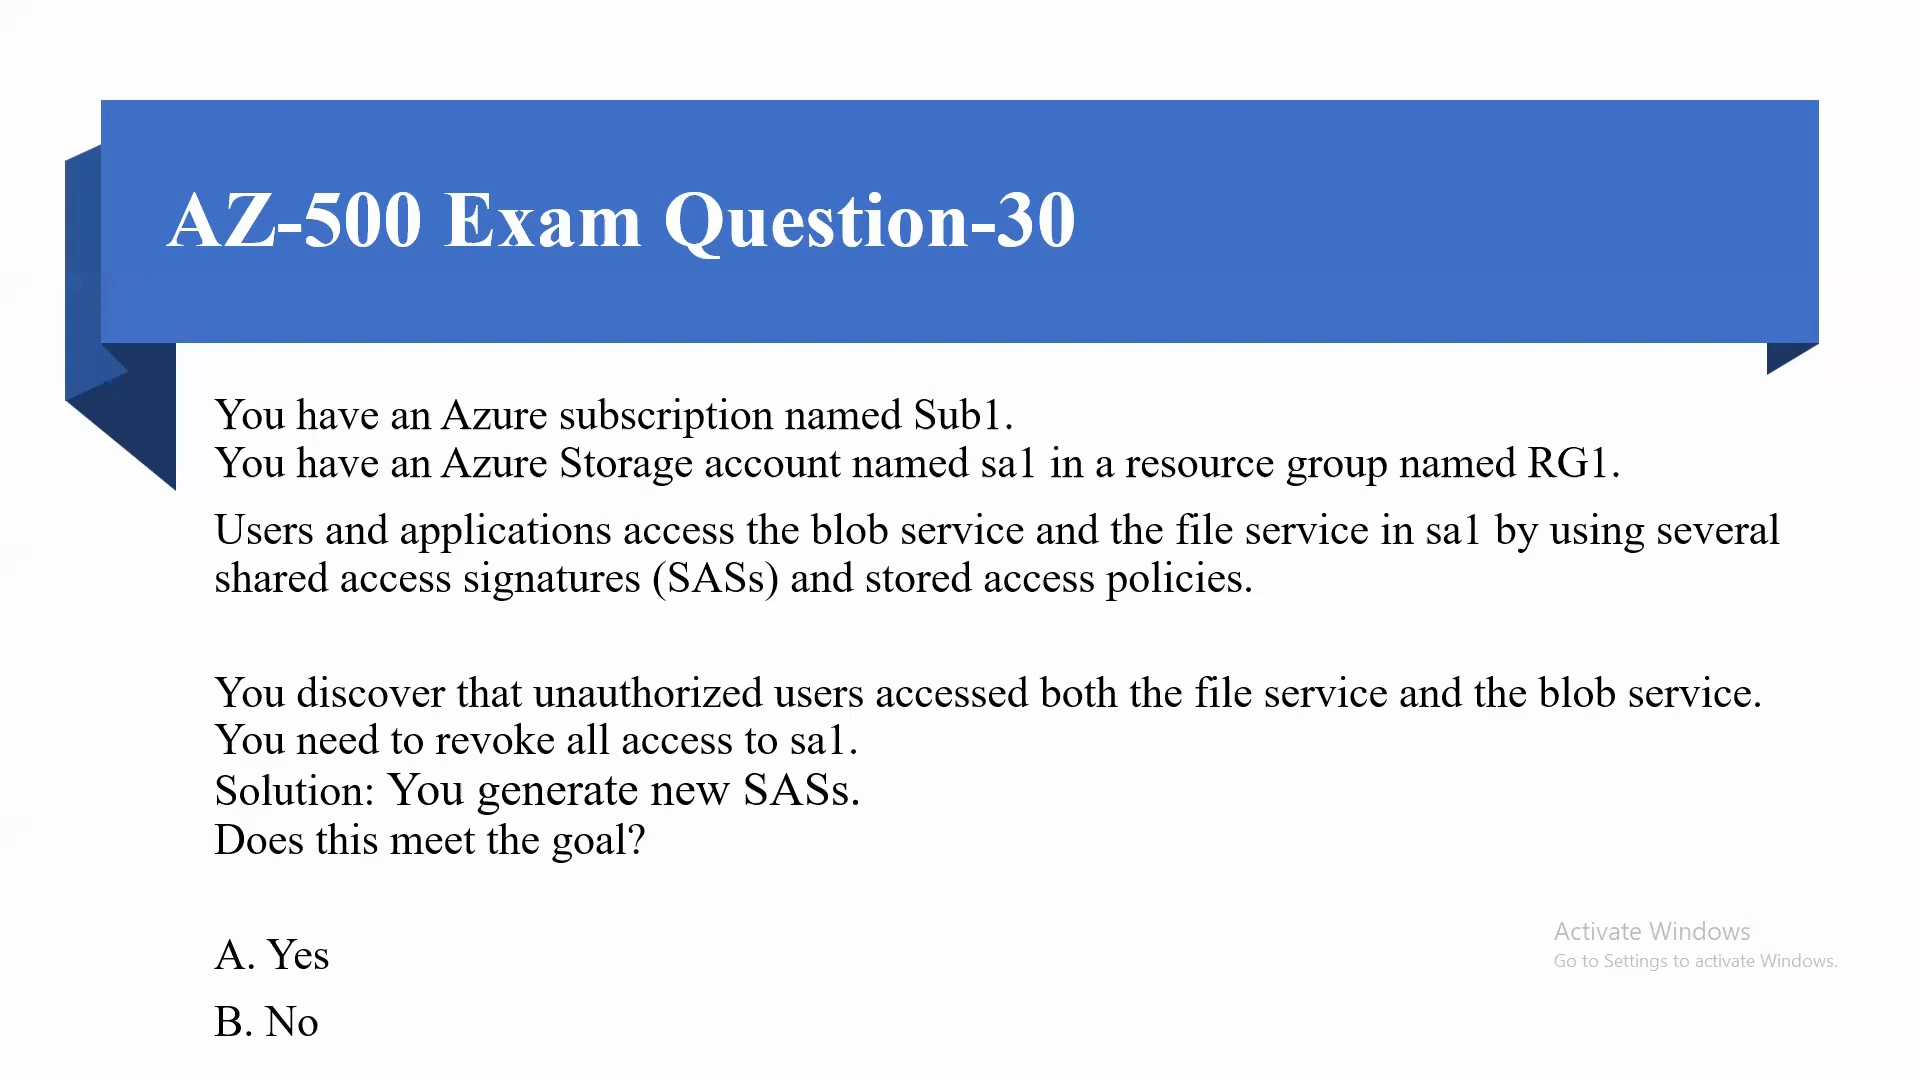 AZ-500 Exam Question-30
You have an Azure subscription named Sub1.
You have an Azure Storage account named sa1 in a resource group named RG1.
Users and applications access the blob service and the file service in sa1 by using several
shared access signatures (SASs) and stored access policies.
You discover that unauthorized users accessed both the file service and the blob service.
You need to revoke all access to sa1.
Solution: You generate new SASs.
Does this meet the goal?
A. Yes
B. No
Activate Windows
Go to Settings to activate Windows.